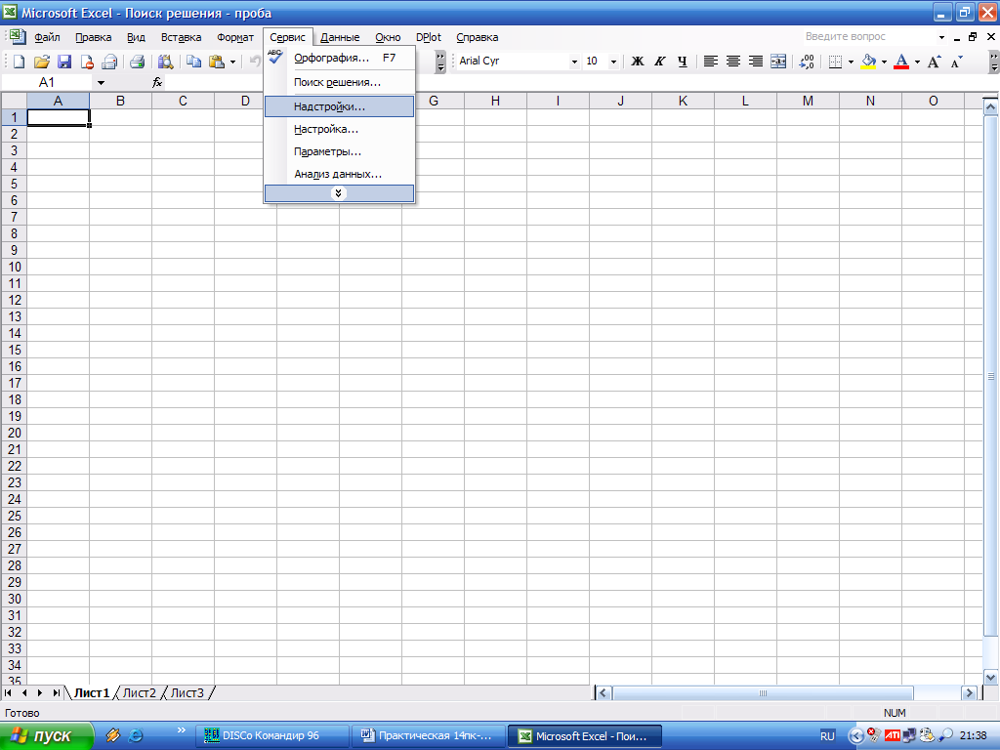 Microsoft Excel - Поиск решения - проба
Файл Правка Вид Вставка Формат Сервис Данные Окно DPlot Справка Введите вопрос
Arial Cyr 10 Ж К Ч
A1 fx
A B C D G H I J K L M N O
Орфография... F7
Поиск решения...
Надстройки...
Настройка...
Параметры...
Анализ данных...
1
2
3
4
5
6
7
8
9
10
11
12
13
14
15
16
17
18
19
20
21
22
23
24
25
26
27
28
29
30
31
32
33
34
35
Лист1 Лист2 Лист3
Готово NUM
пуск DISCo Командир 96 Практическая 14пк-... Microsoft Excel - Пои... RU ATI 21:38